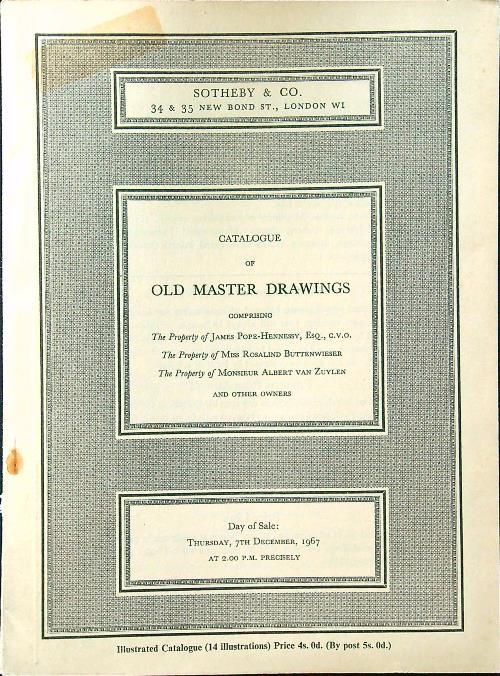 SOTHEBY & CO.
34 & 35 NEW BOND ST., LONDON W1
CATALOGUE
OF
OLD MASTER DRAWINGS
COMPRISING
The Property of JAMES POPE-HENNESSY, ESQ., C.V.O.
The Property of MISS ROSALIND BUTTENWIESER
The Property of MONSIEUR ALBERT VAN ZUYLEN
AND OTHER OWNERS
Day of Sale:
THURSDAY, 7TH DECEMBER, 1967
AT 2.00 P.M. PRECISELY
Illustrated Catalogue (14 illustrations) Price 4s. 0d. (By post 5s. 0d.)